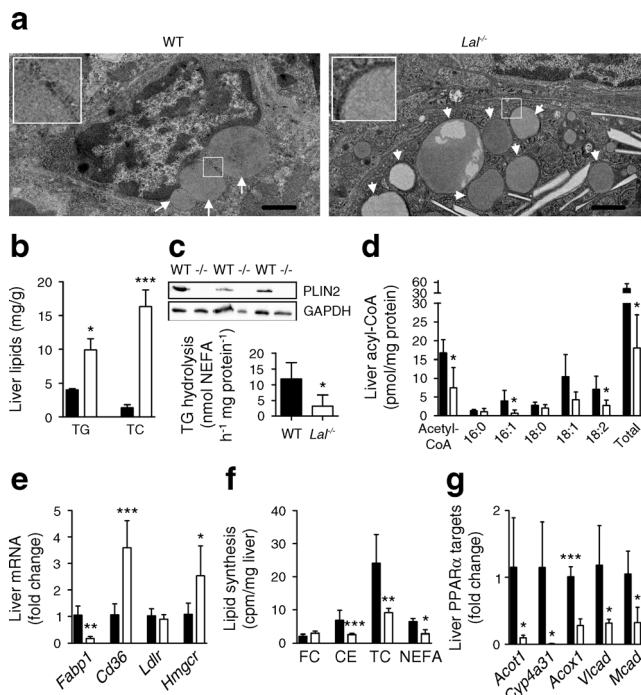 a
WT
Lal-/-
b
Liver lipids (mg/g)
20
15
10
5
0
*
***
TG
TC
c
WT -/- WT -/- WT -/-
PLIN2
GAPDH
TG hydrolysis
(nmol NEFA
h⁻¹ mg protein⁻¹)
20
15
10
5
0
*
WT Lal-/-
d
Liver acyl-CoA
(pmol/mg protein)
60
30
25
20
15
10
5
0
*
*
*
*
Acetyl-
CoA
16:0
16:1
18:0
18:1
18:2
Total
e
Liver mRNA
(fold change)
5
4
3
2
1
0
**
***
*
Fabp1
Cd36
Ldlr
Hmgcr
f
Lipid synthesis
(cpm/mg liver)
40
30
20
10
0
***
**
*
FC CE TC NEFA
g
Liver PPARα targets
(fold change)
2
1
0
*
*
***
*
*
Acot1
Cyp4a31
Acox1
Vlcad
Mcad